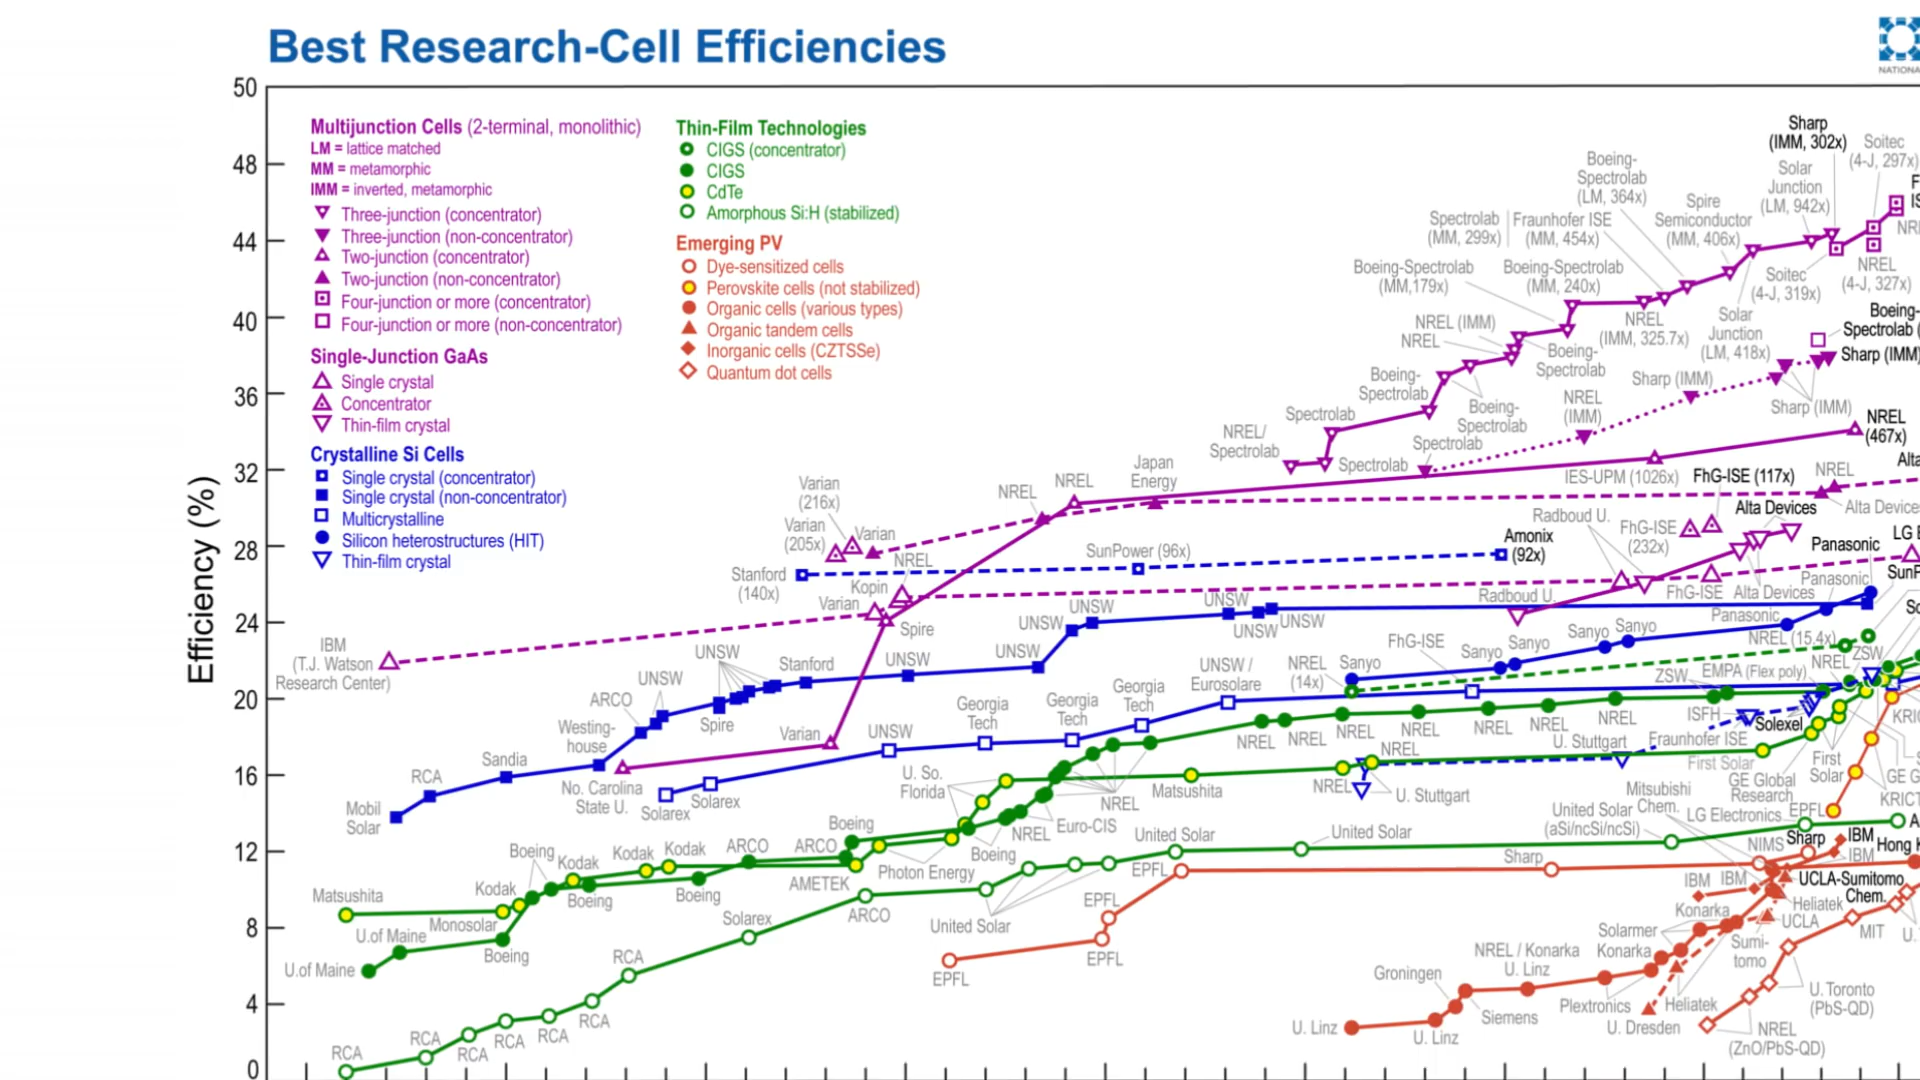 Best Research-Cell Efficiencies
NATIONA
50
48
44
40
36
32
28
24
20
16
12
8
4
0
Efficiency (%)
Multijunction Cells (2-terminal, monolithic)
LM = lattice matched
MM = metamorphic
IMM = inverted, metamorphic
Three-junction (concentrator)
Three-junction (non-concentrator)
Two-junction (concentrator)
Two-junction (non-concentrator)
Four-junction or more (concentrator)
Four-junction or more (non-concentrator)
Single-Junction GaAs
Single crystal
Concentrator
Thin-film crystal
Crystalline Si Cells
Single crystal (concentrator)
Single crystal (non-concentrator)
Multicrystalline
Silicon heterostructures (HIT)
Thin-film crystal
Thin-Film Technologies
CIGS (concentrator)
CIGS
CdTe
Amorphous Si:H (stabilized)
Emerging PV
Dye-sensitized cells
Perovskite cells (not stabilized)
Organic cells (various types)
Organic tandem cells
Inorganic cells (CZTSSe)
Quantum dot cells
Sharp
(IMM, 302x)
Soitec
(4-J, 297x)
Boeing-
Spectrolab
(LM, 364x)
Solar
Junction
(LM, 942x)
Spire
Semiconductor
(MM, 406x)
Spectrolab
(MM, 299x)
Fraunhofer ISE
(MM, 454x)
Boeing-Spectrolab
(MM,179x)
Boeing-Spectrolab
(MM, 240x)
Soitec
(4-J, 319x)
NREL
(4-J, 327x)
NREL (IMM)
NREL
NREL
(IMM, 325.7x)
Solar
Junction
(LM, 418x)
Boeing-
Spectrolab (
Sharp (IMM)
Boeing-
Spectrolab
Boeing-
Spectrolab
Sharp (IMM)
Sharp (IMM)
Boeing-
Spectrolab
NREL
(IMM)
NREL
(467x)
Spectrolab
NREL/
Spectrolab
Spectrolab
Spectrolab
IES-UPM (1026x)
FhG-ISE (117x)
NREL
Alta
Alta Devices
Japan
Energy
NREL
NREL
Varian
(216x)
Varian
(205x)
Varian
NREL
Radboud U.
FhG-ISE
(232x)
Alta Devices
Amonix
(92x)
Panasonic
LG E
SunPower (96x)
Stanford
(140x)
Kopin
Varian
Spire
Radboud U.
FhG-ISE
Alta Devices
Panasonic
SunP
Panasonic
IBM
(T.J. Watson
Research Center)
UNSW
UNSW
UNSW
UNSW
UNSW
UNSW
UNSW
Stanford
UNSW
UNSW
ARCO
Spire
Westing-
house
Sandia
RCA
Mobil
Solar
No. Carolina
State U.
Varian
Solarex
Solarex
UNSW
Georgia
Tech
Georgia
Tech
Georgia
Tech
UNSW /
Eurosolare
NREL
(14x)
Sanyo
FhG-ISE
Sanyo
Sanyo
Sanyo
Sanyo
NREL (15.4x)
ZSW
NREL
EMPA (Flex poly)
ZSW
ISFH
Solexel
Fraunhofer ISE
U. Stuttgart
First Solar
NREL
NREL
NREL
NREL
NREL
NREL
NREL
NREL
NREL
U. Stuttgart
GE Global
Research
First
Solar
GE G
KRICT
EPFL
LG Electronics
Mitsubishi
Chem.
United Solar
(aSi/ncSi/ncSi)
U. So.
Florida
NREL
Matsushita
Euro-CIS
NREL
Boeing
Photon Energy
United Solar
United Solar
United Solar
Boeing
ARCO
AMETEK
ARCO
ARCO
Kodak
Kodak
Kodak
Boeing
Boeing
Boeing
Kodak
Monosolar
Matsushita
U.of Maine
U.of Maine
Boeing
Solarex
RCA
RCA
RCA
RCA
RCA
RCA
RCA
EPFL
EPFL
EPFL
EPFL
Sharp
NIMS
Sharp
IBM
IBM
Hong K
IBM
IBM
UCLA-Sumitomo
Chem.
Heliatek
UCLA
Konarka
Solarmer
Konarka
Sumi-
tomo
MIT
NREL / Konarka
U. Linz
Groningen
Siemens
U. Linz
U. Linz
Plextronics
Heliatek
U. Dresden
U. Toronto
(PbS-QD)
NREL
(ZnO/PbS-QD)